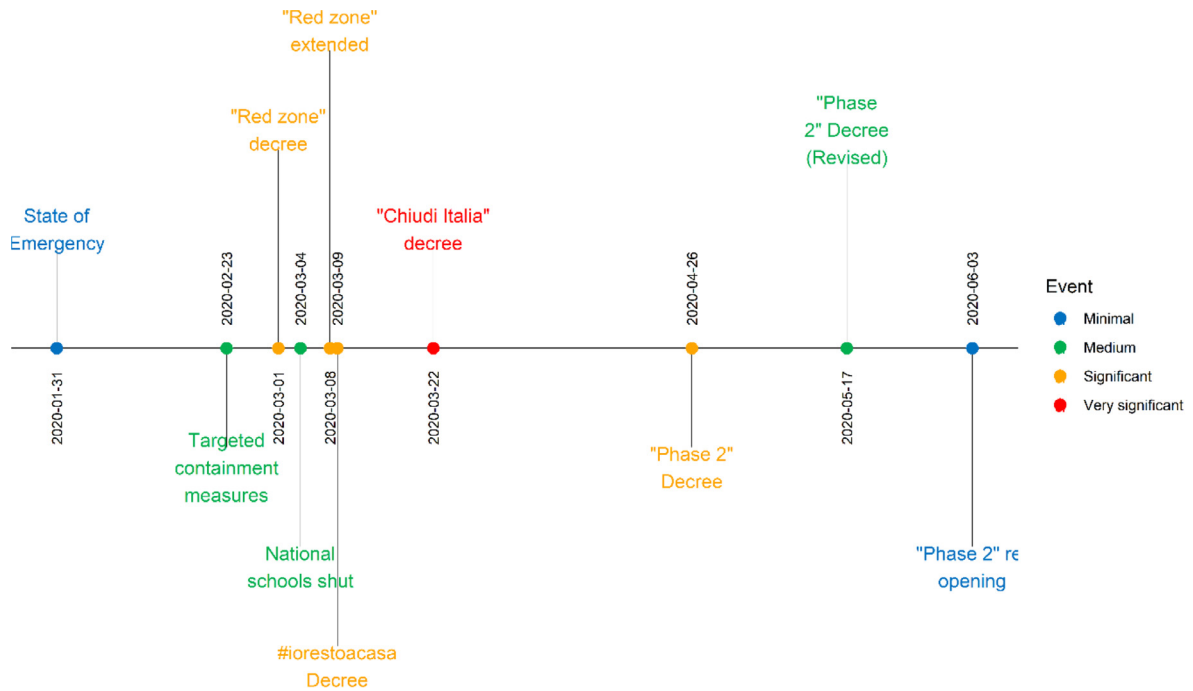 "Red zone"
extended
"Red zone"
decree
"Phase
2" Decree
(Revised)
State of
Emergency
"Chiudi Italia"
decree
2020-02-23
2020-03-04
2020-03-09
2020-04-26
2020-06-03
Event
Minimal
Medium
Significant
Very significant
2020-01-31
2020-03-01
2020-03-08
2020-03-22
2020-05-17
Targeted
containment
measures
"Phase 2"
Decree
National
schools shut
"Phase 2" re
opening
#iorestoacasa
Decree